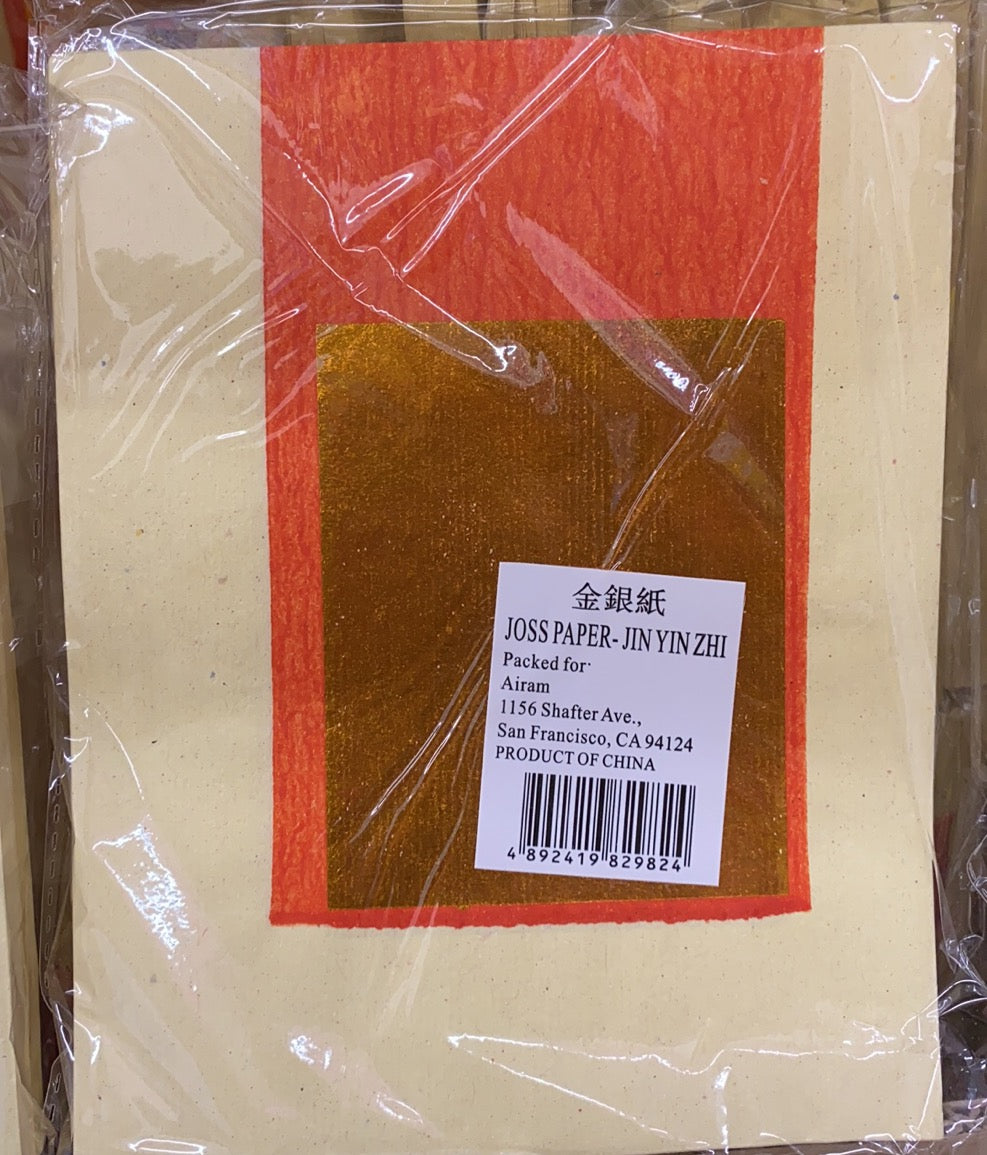 金銀紙
JOSS PAPER- JIN YIN ZHI
Packed for·
Airam
1156 Shafter Ave.,
San Francisco, CA 94124
PRODUCT OF CHINA
4 892419 829824